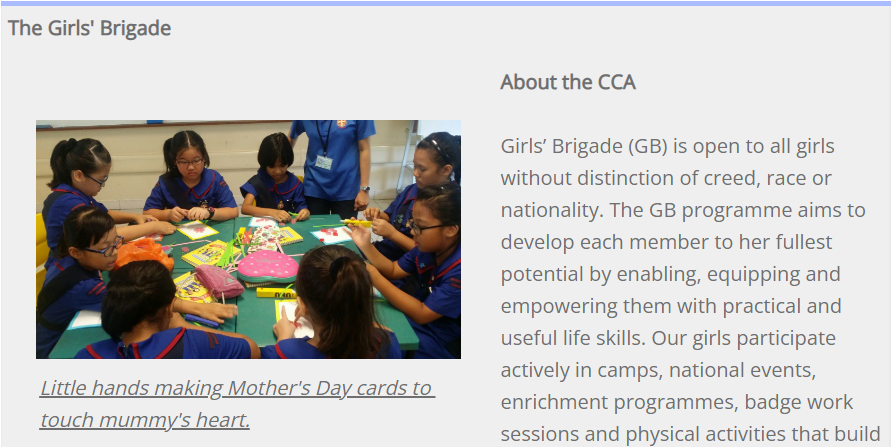 The Girls' Brigade
Little hands making Mother's Day cards to
touch mummy's heart.
About the CCA
Girls’ Brigade (GB) is open to all girls
without distinction of creed, race or
nationality. The GB programme aims to
develop each member to her fullest
potential by enabling, equipping and
empowering them with practical and
useful life skills. Our girls participate
actively in camps, national events,
enrichment programmes, badge work
sessions and physical activities that build